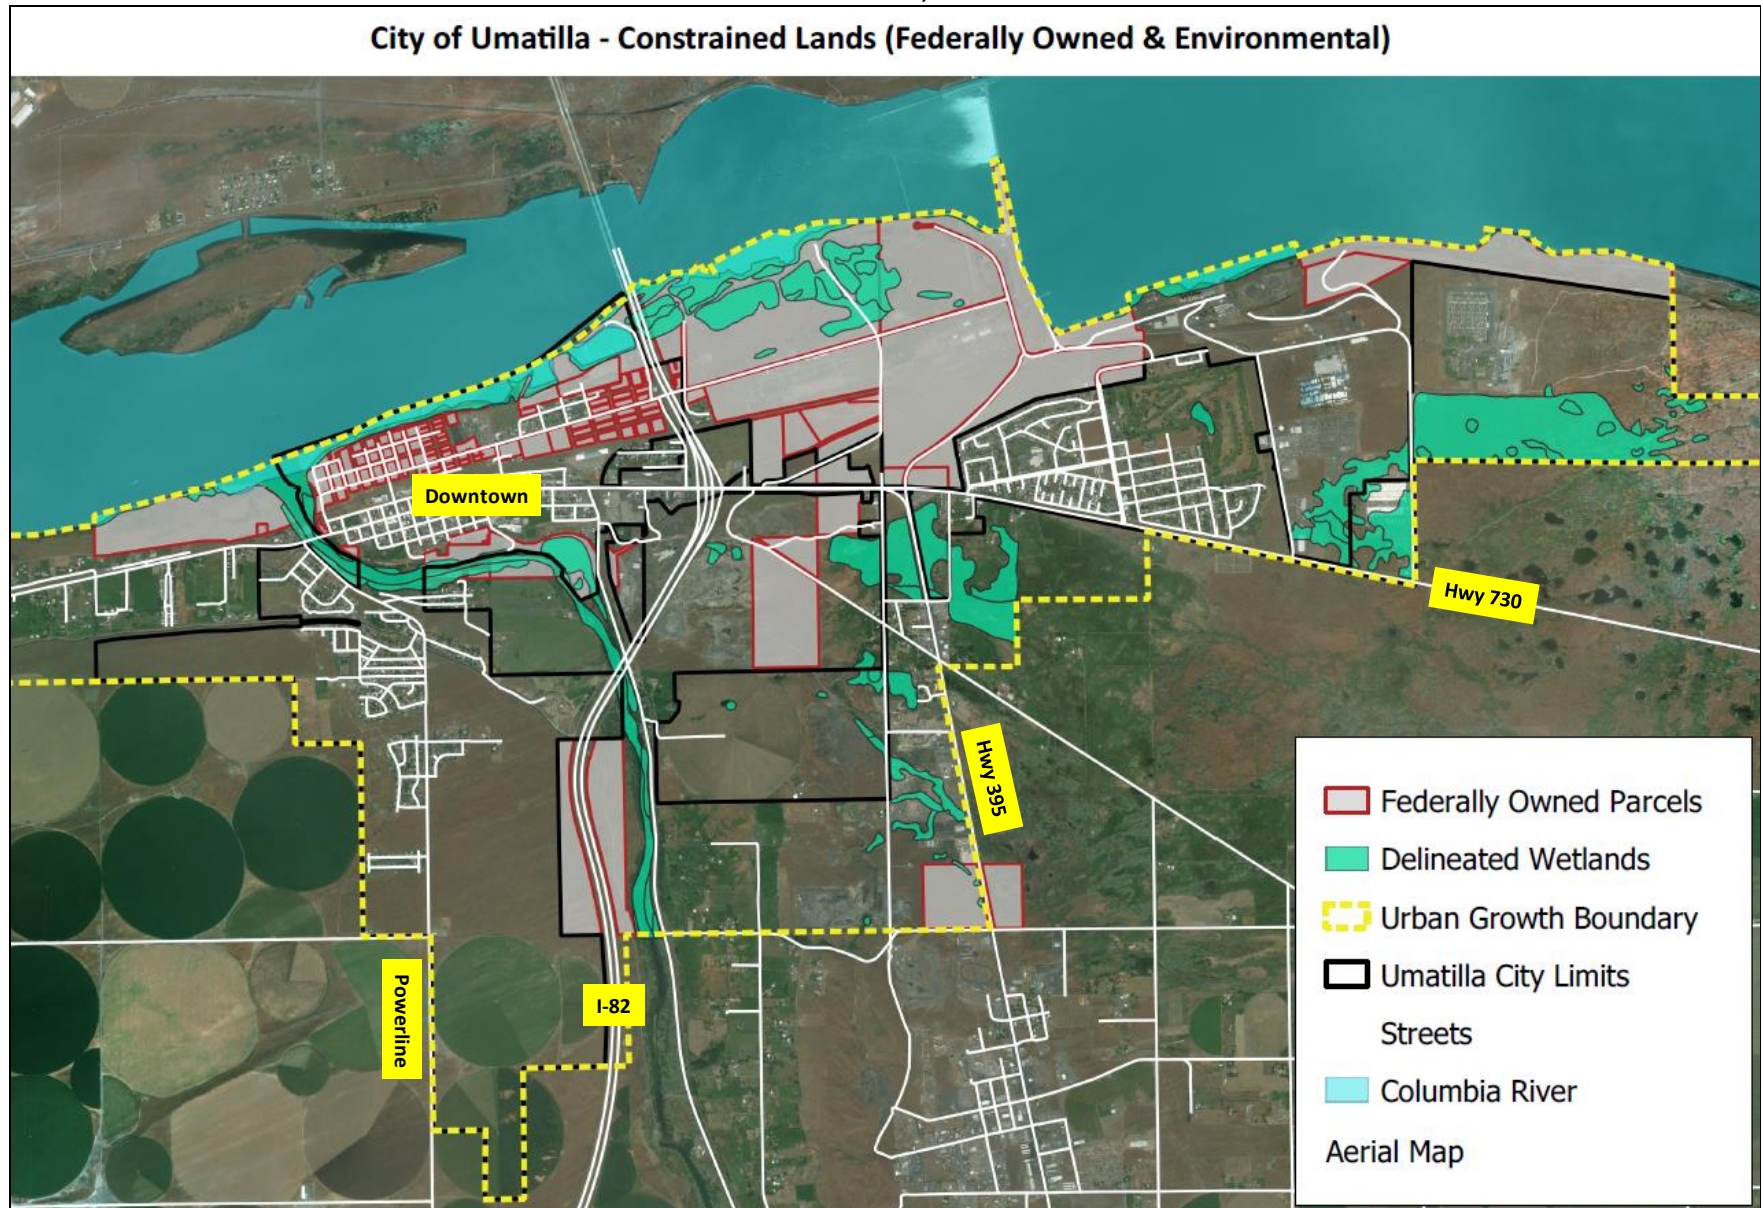 City of Umatilla - Constrained Lands (Federally Owned & Environmental)
Downtown
Hwy 730
Hwy 395
Powerline
I-82
Federally Owned Parcels
Delineated Wetlands
Urban Growth Boundary
Umatilla City Limits
Streets
Columbia River
Aerial Map